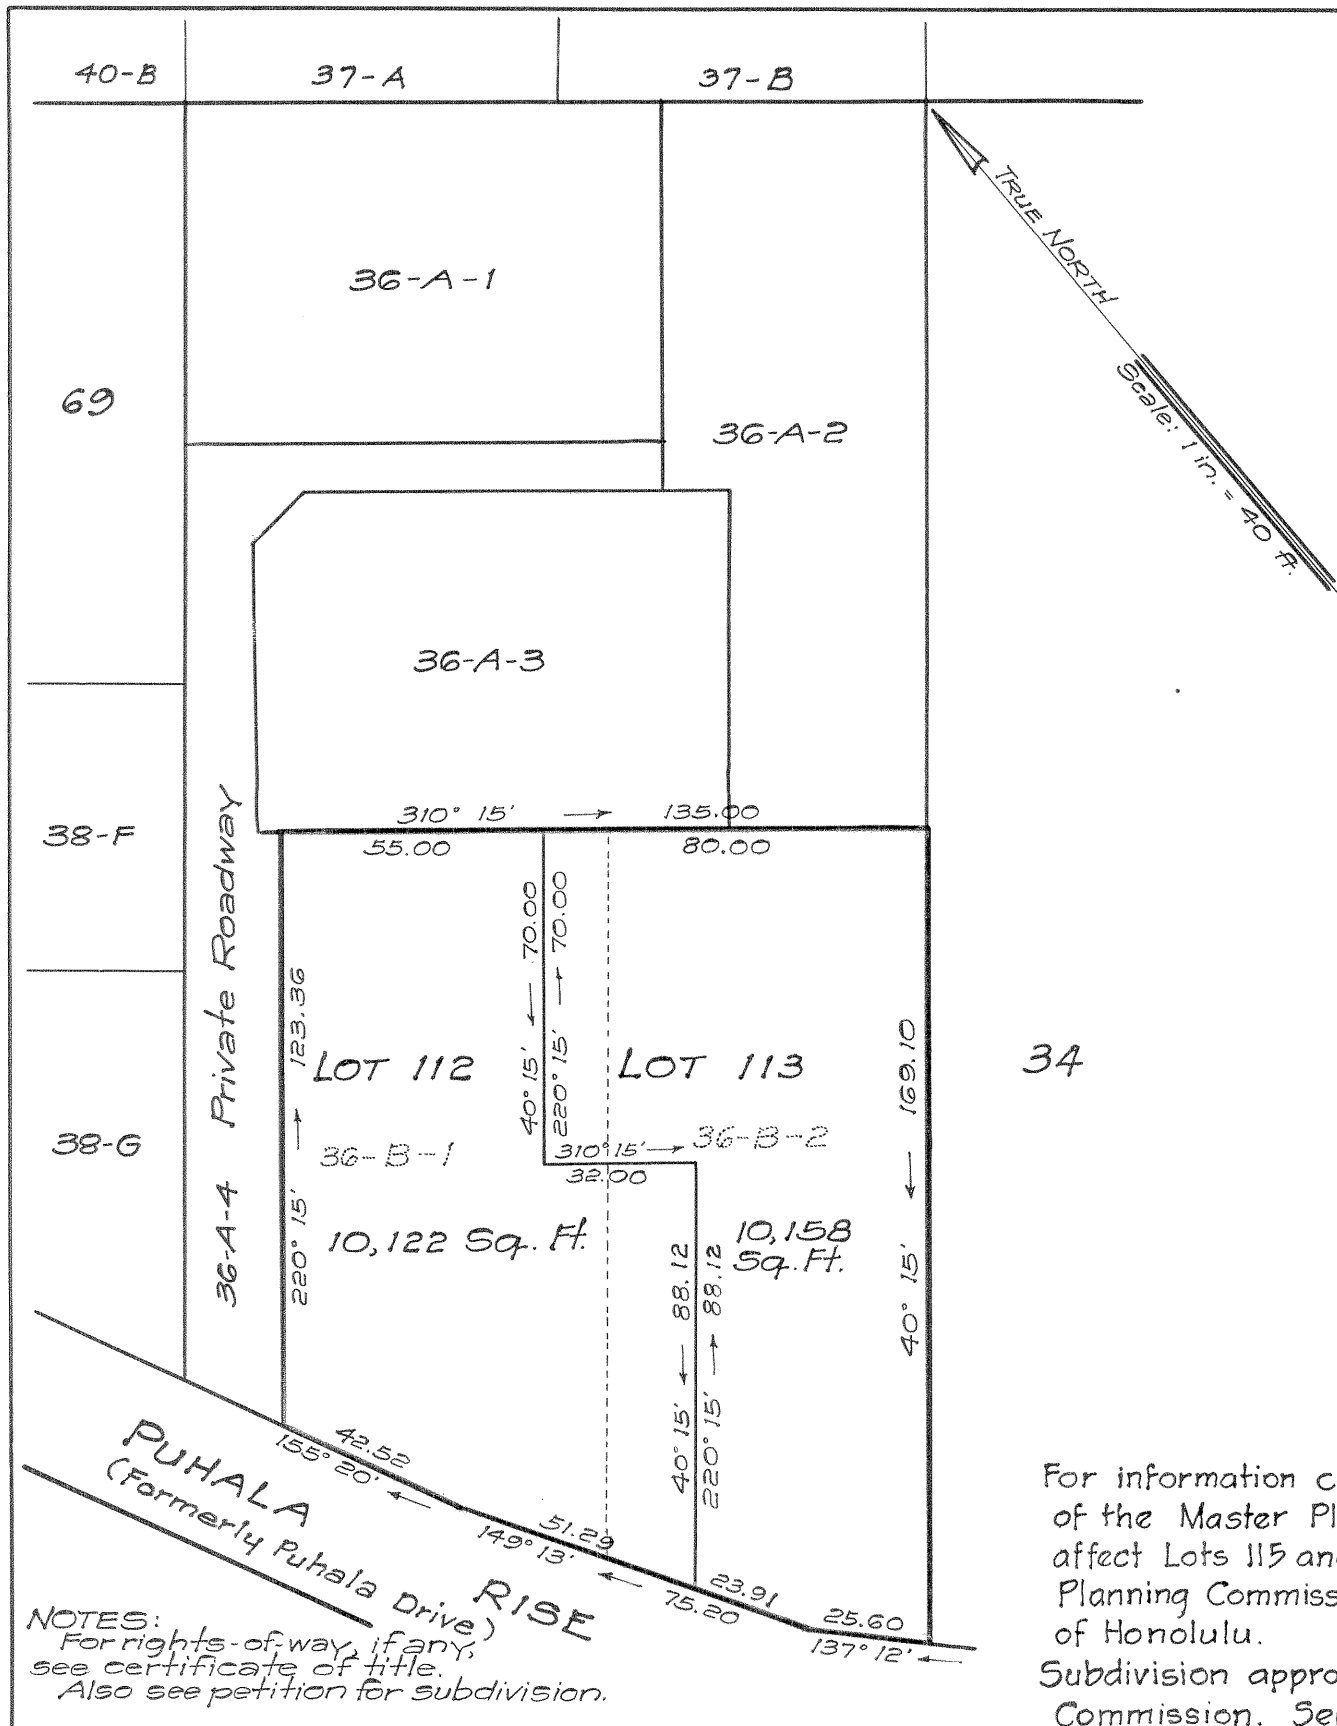 40-B
37-A
37-B
TRUE NORTH
Scale: 1 in. = 40 ft.
36-A-1
69
36-A-2
36-A-3
38-F
310° 15' → 135.00
55.00
80.00
36-A-4 Private Roadway
220° 15' → 123.36
40° 15' ← 70.00
220° 15' → 70.00
40° 15' ← 169.10
LOT 112
LOT 113
34
38-G
36-B-1
36-B-2
310° 15' →
32.00
10,122 Sq. Ft.
10,158
Sq. Ft.
40° 15' ← 88.12
220° 15' → 88.12
42.52
155° 20' ←
51.29
149° 13' ← 75.20
23.91
25.60
137° 12' ←
PUHALA RISE
(Formerly Puhala Drive)
NOTES:
For rights-of-way, if any,
see certificate of title.
Also see petition for subdivision.
For information c
of the Master Pl
affect Lots 115 an
Planning Commiss
of Honolulu.
Subdivision appro
Commission. Se